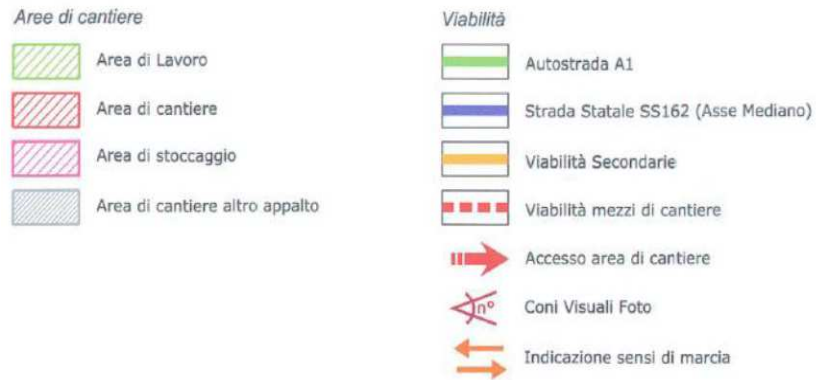 Aree di cantiere
Area di Lavoro
Area di cantiere
Area di stoccaggio
Area di cantiere altro appalto
Viabilità
Autostrada A1
Strada Statale SS162 (Asse Mediano)
Viabilità Secondarie
Viabilità mezzi di cantiere
Accesso area di cantiere
n°
Coni Visuali Foto
Indicazione sensi di marcia